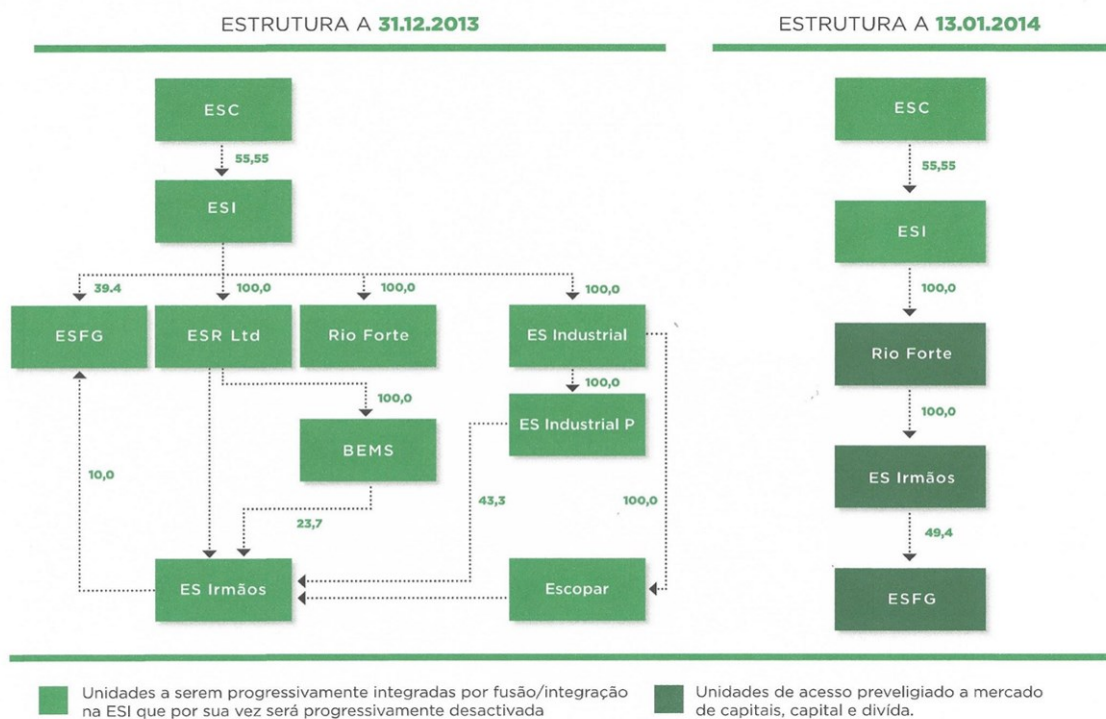 ESTRUTURA A 31.12.2013
ESC
55,55
ESI
39.4
100,0
100,0
100,0
ESFG
ESR Ltd
Rio Forte
ES Industrial
100,0
100,0
BEMS
ES Industrial P
10,0
23,7
43,3
100,0
ES Irmãos
Escopar
ESTRUTURA A 13.01.2014
ESC
55,55
ESI
100,0
Rio Forte
100,0
ES Irmãos
49,4
ESFG
Unidades a serem progressivamente integradas por fusão/integração
na ESI que por sua vez será progressivamente desactivada
Unidades de acesso preveligiado a mercado
de capitais, capital e divída.